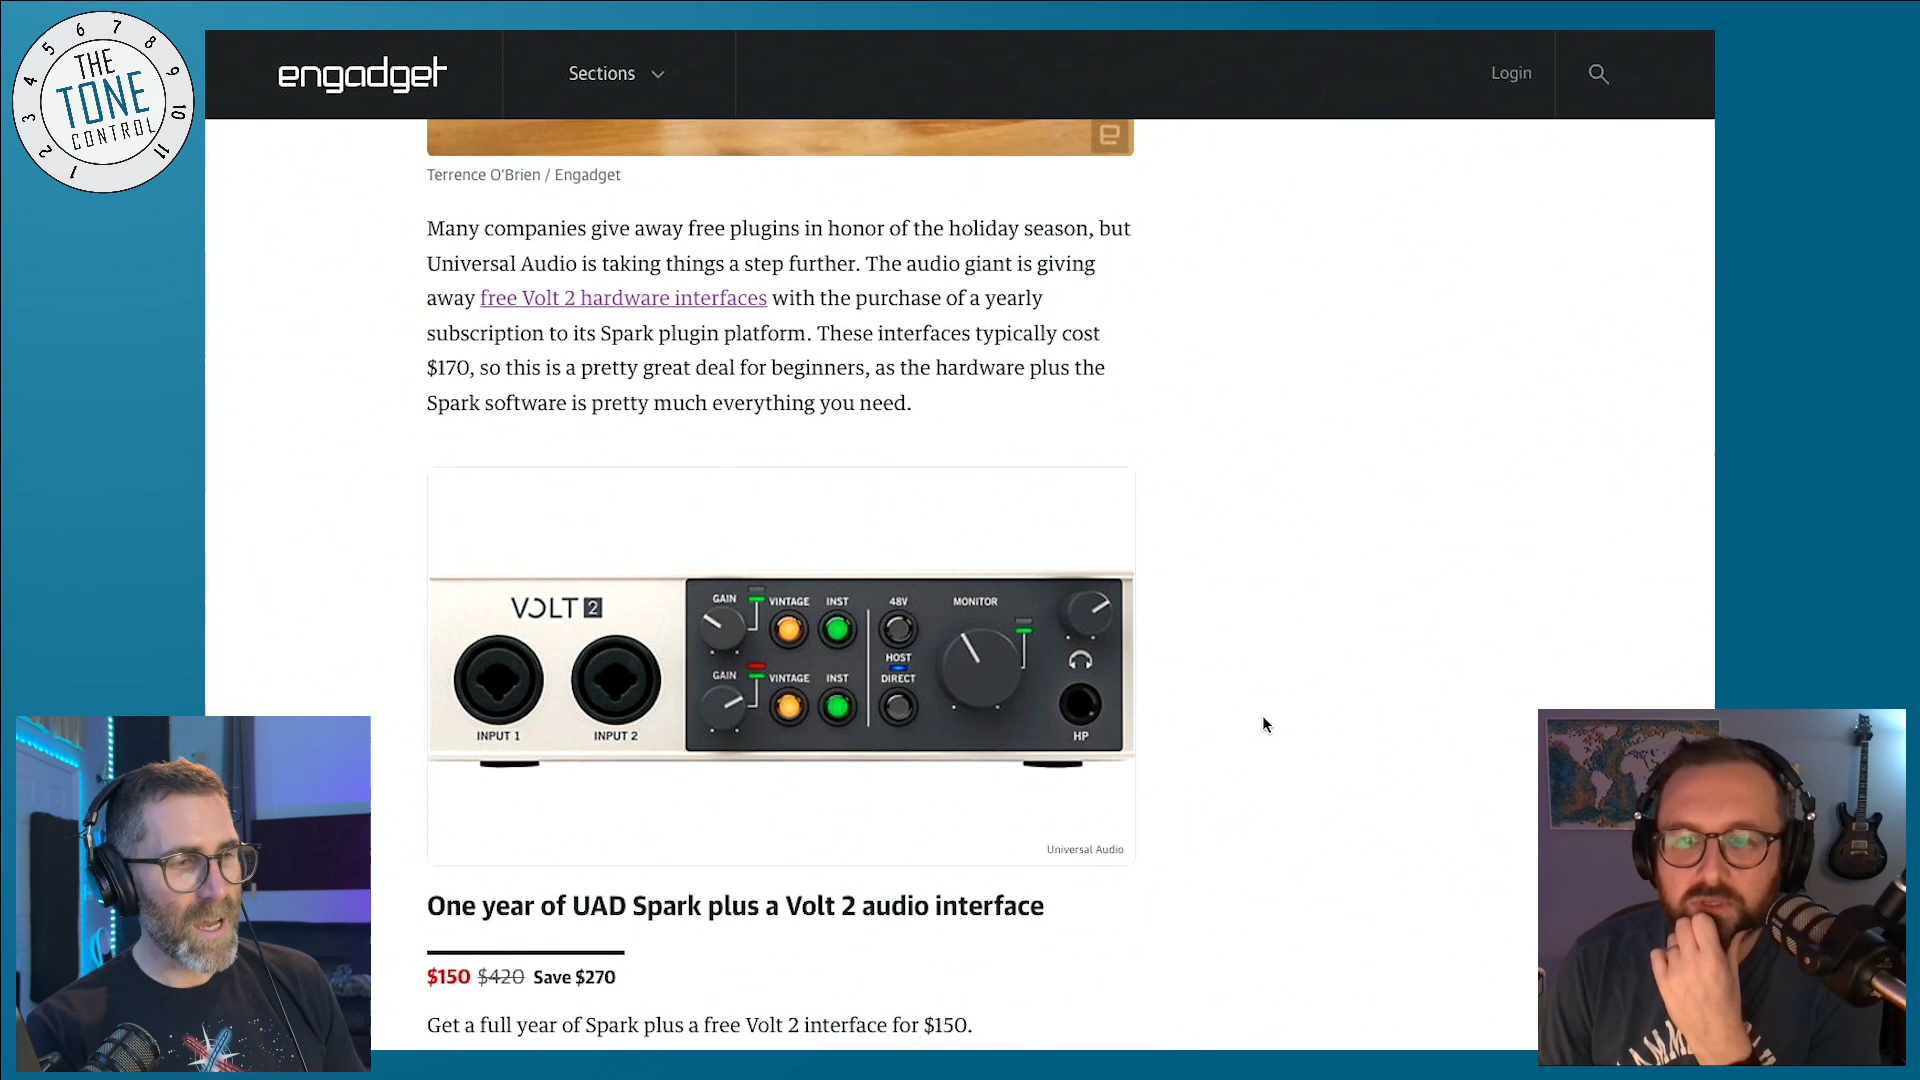 THE
TONE
CONTROL
1
2
3
4
5
6
7
8
9
10
11
engadget
Sections
Login
e
Terrence O'Brien / Engadget
Many companies give away free plugins in honor of the holiday season, but
Universal Audio is taking things a step further. The audio giant is giving
away free Volt 2 hardware interfaces with the purchase of a yearly
subscription to its Spark plugin platform. These interfaces typically cost
$170, so this is a pretty great deal for beginners, as the hardware plus the
Spark software is pretty much everything you need.
VOLT 2
GAIN VINTAGE INST 48V MONITOR
HOST
GAIN VINTAGE INST DIRECT
INPUT 1 INPUT 2 HP
Universal Audio
One year of UAD Spark plus a Volt 2 audio interface
$150 $420 Save $270
Get a full year of Spark plus a free Volt 2 interface for $150.